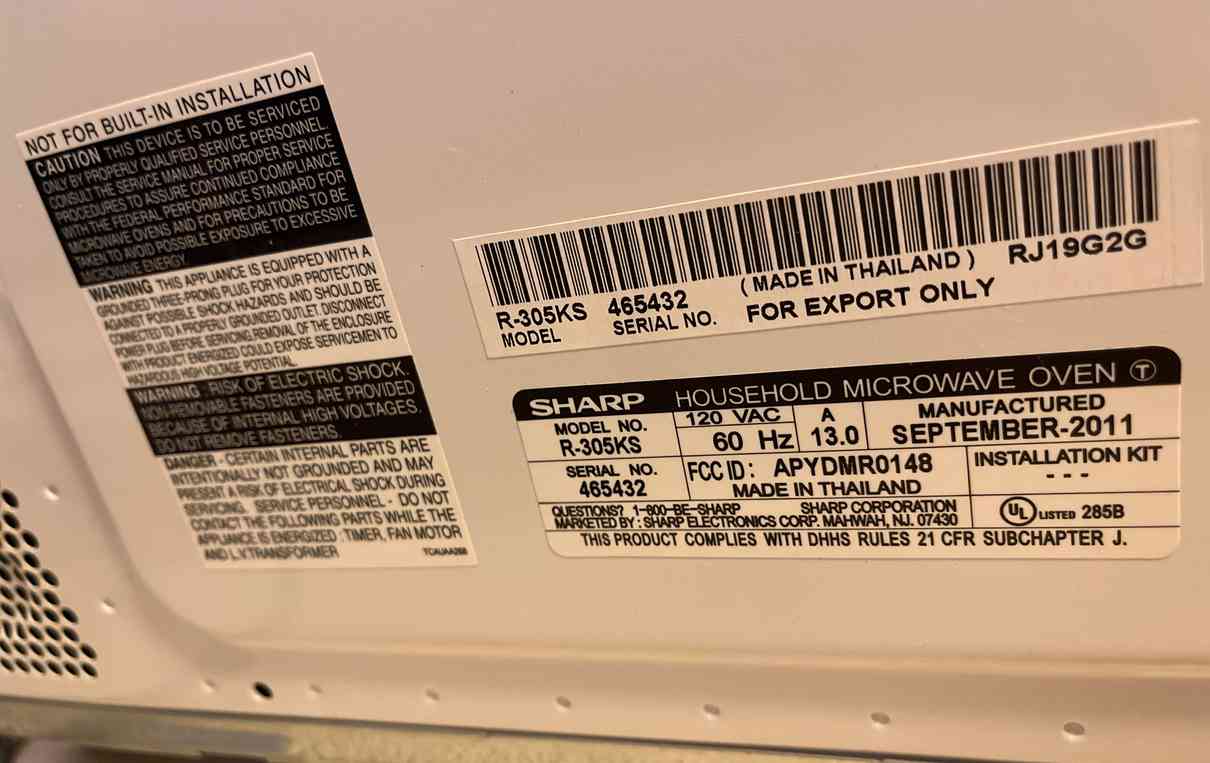 NOT FOR BUILT-IN INSTALLATION
CAUTION THIS DEVICE IS TO BE SERVICED
ONLY BY PROPERLY QUALIFIED SERVICE PERSONNEL.
CONSULT THE SERVICE MANUAL FOR PROPER SERVICE
PROCEDURES TO ASSURE CONTINUED COMPLIANCE
WITH THE FEDERAL PERFORMANCE STANDARD FOR
MICROWAVE OVENS AND FOR PRECAUTIONS TO BE
TAKEN TO AVOID POSSIBLE EXPOSURE TO EXCESSIVE
MICROWAVE ENERGY.
WARNING THIS APPLIANCE IS EQUIPPED WITH A
GROUNDED THREE-PRONG PLUG FOR YOUR PROTECTION
AGAINST POSSIBLE SHOCK HAZARDS AND SHOULD BE
CONNECTED TO A PROPERLY GROUNDED OUTLET. DISCONNECT
POWER PLUG BEFORE SERVICING. REMOVAL OF THE ENCLOSURE
WITH PRODUCT ENERGIZED COULD EXPOSE SERVICEMEN TO
HAZARDOUS HIGH VOLTAGE POTENTIAL.
WARNING: RISK OF ELECTRIC SHOCK.
NON-REMOVABLE FASTENERS ARE PROVIDED
BECAUSE OF INTERNAL HIGH VOLTAGES.
DO NOT REMOVE FASTENERS.
DANGER - CERTAIN INTERNAL PARTS ARE
INTENTIONALLY NOT GROUNDED AND MAY
PRESENT A RISK OF ELECTRICAL SHOCK DURING
SERVICING. SERVICE PERSONNEL - DO NOT
CONTACT THE FOLLOWING PARTS WHILE THE
APPLIANCE IS ENERGIZED : TIMER, FAN MOTOR
AND L.V.TRANSFORMER
R-305KS 465432 ( MADE IN THAILAND ) RJ19G2G
MODEL SERIAL NO. FOR EXPORT ONLY
SHARP HOUSEHOLD MICROWAVE OVEN T
MODEL NO. 120 VAC A MANUFACTURED
R-305KS 60 Hz 13.0 SEPTEMBER-2011
SERIAL NO. FCC ID: APYDMR0148 INSTALLATION KIT
465432 MADE IN THAILAND - - -
QUESTIONS? 1-800-BE-SHARP SHARP CORPORATION
MARKETED BY : SHARP ELECTRONICS CORP. MAHWAH, NJ. 07430
UL LISTED 285B
THIS PRODUCT COMPLIES WITH DHHS RULES 21 CFR SUBCHAPTER J.